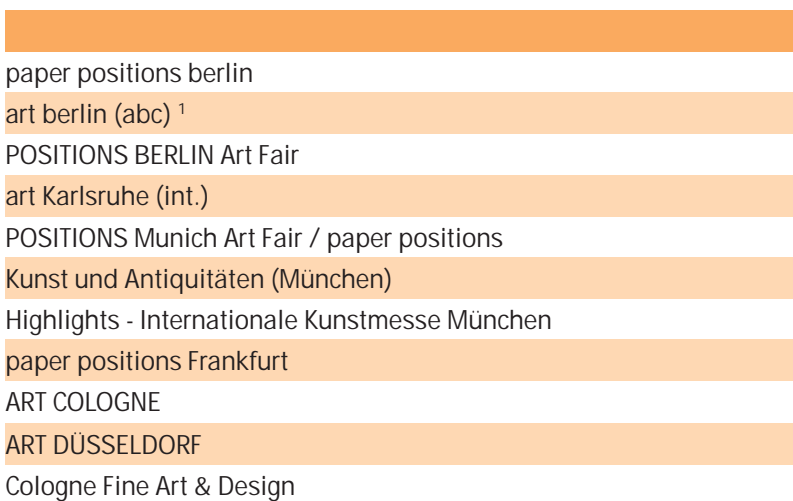 paper positions berlin
art berlin (abc) ¹
POSITIONS BERLIN Art Fair
art Karlsruhe (int.)
POSITIONS Munich Art Fair / paper positions
Kunst und Antiquitäten (München)
Highlights - Internationale Kunstmesse München
paper positions Frankfurt
ART COLOGNE
ART DÜSSELDORF
Cologne Fine Art & Design